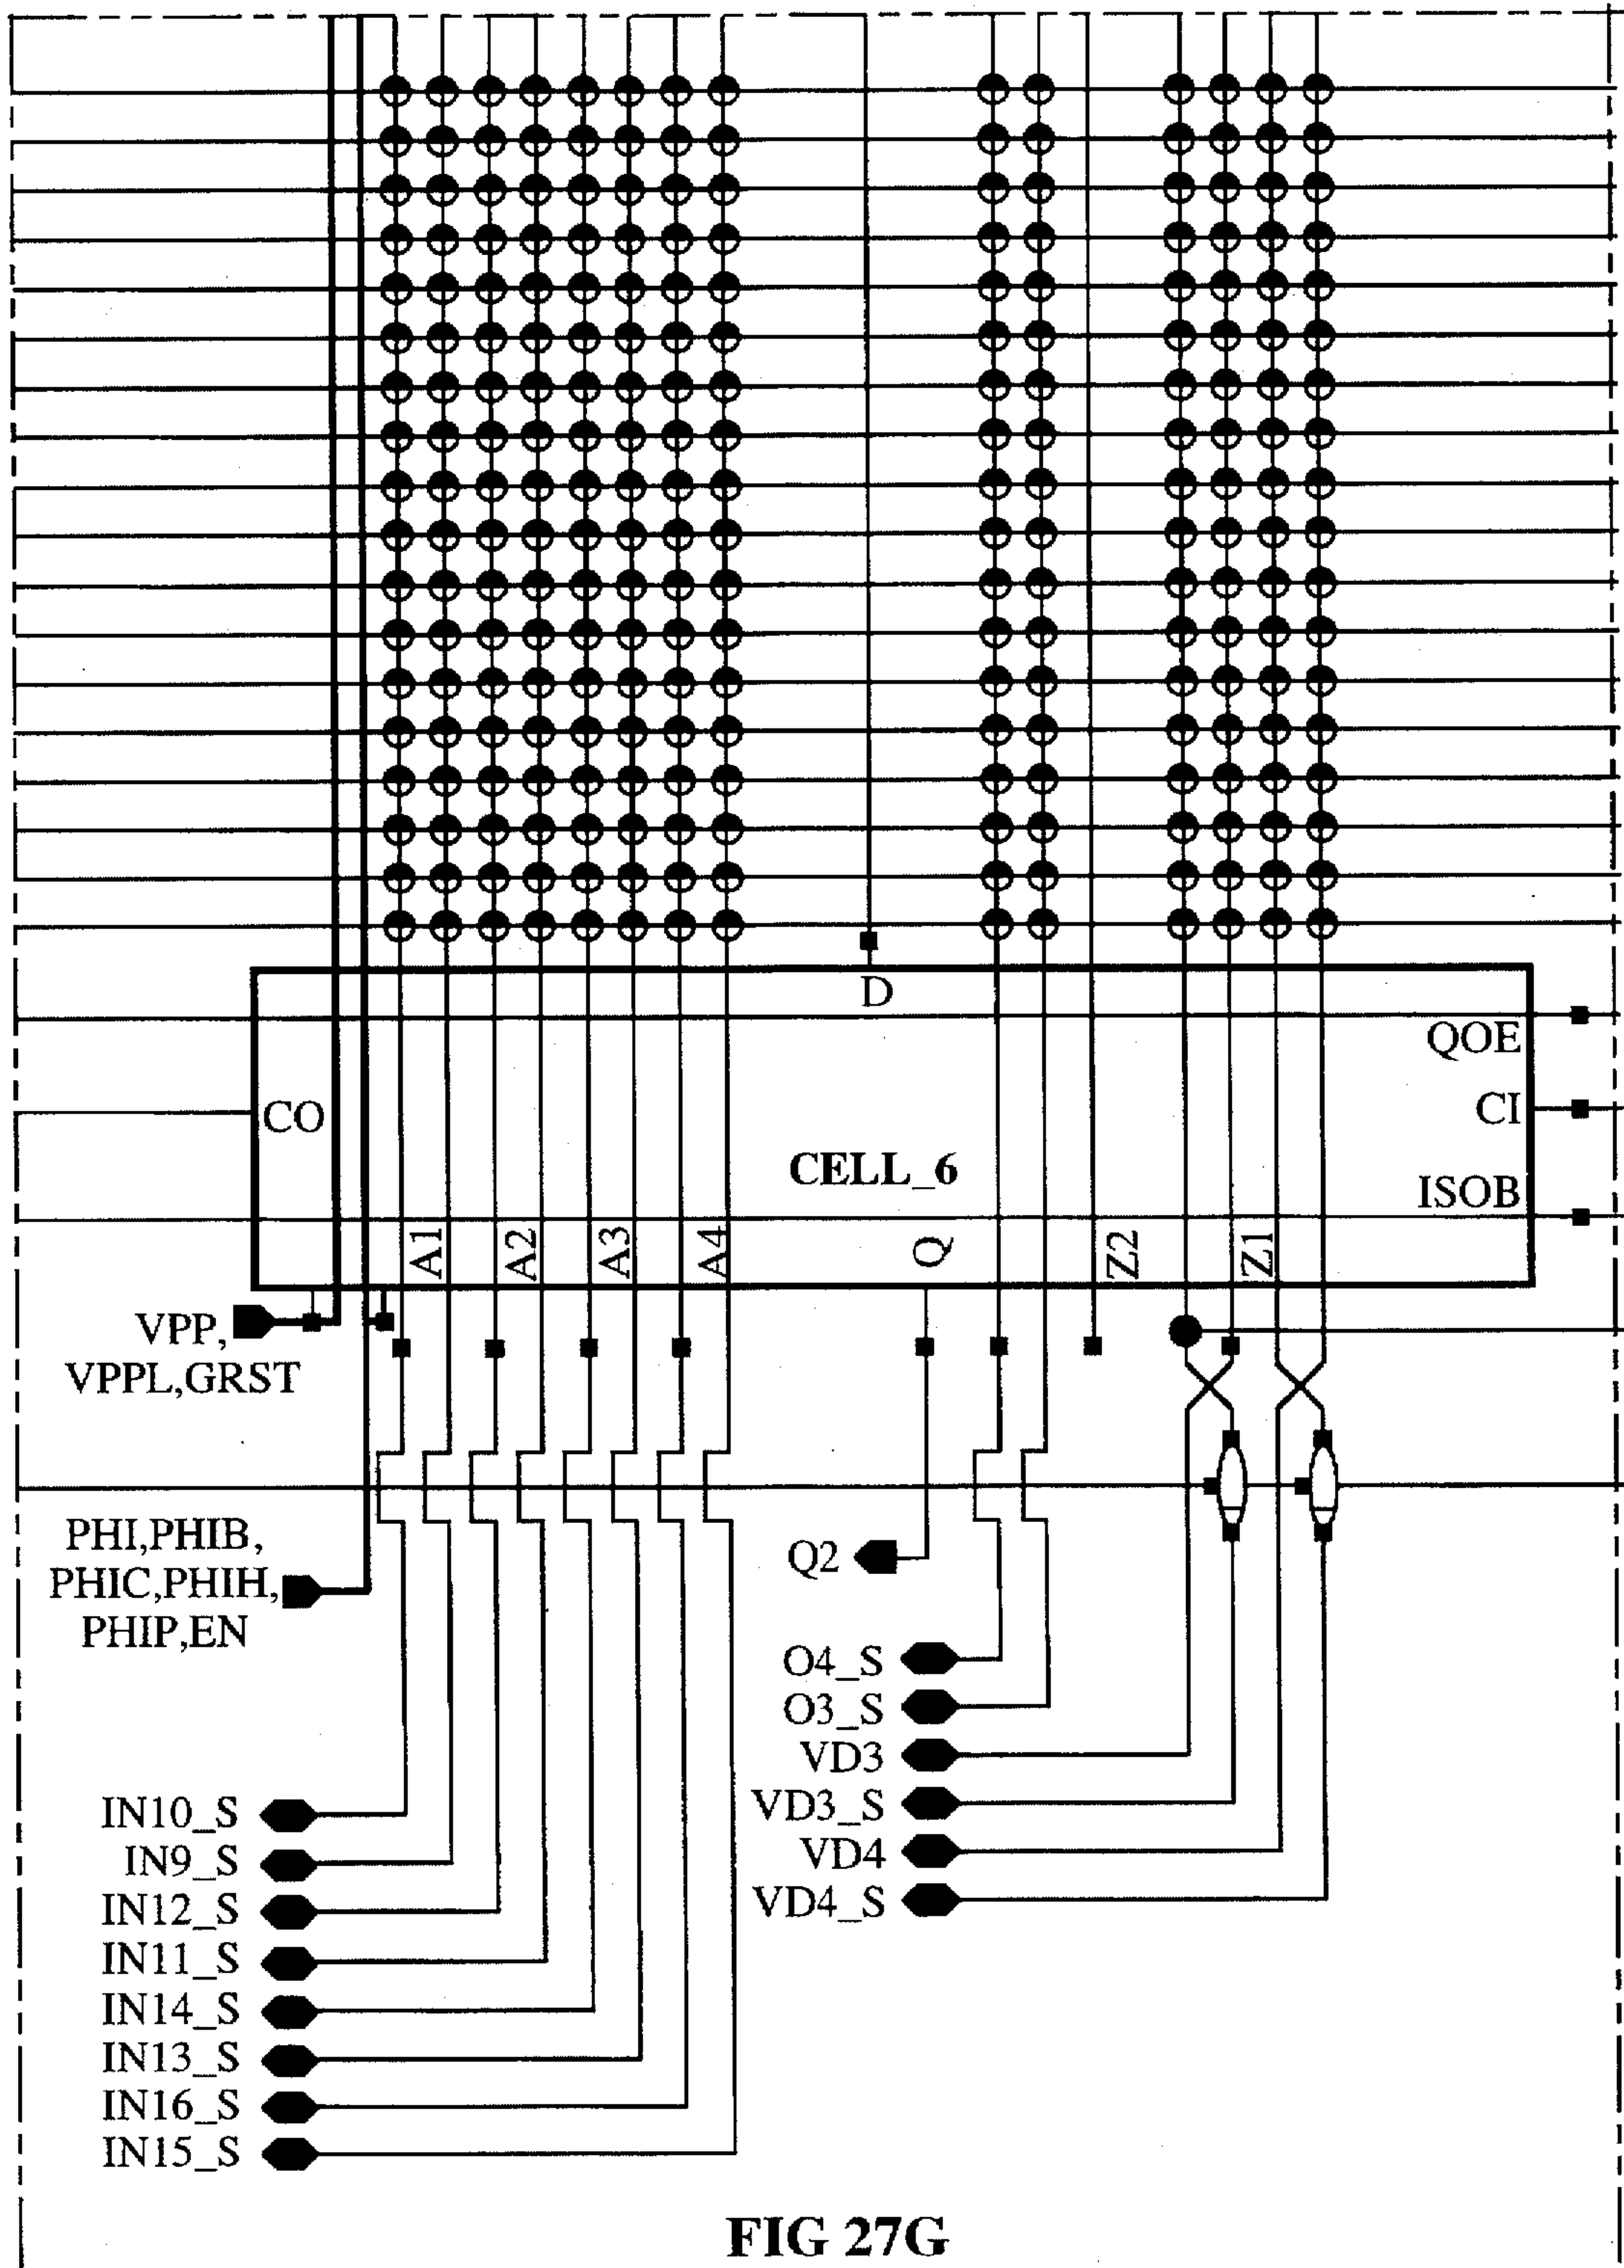 D
QOE
CO
CI
CELL_6
ISOB
A1
A2
A3
A4
Q
Z2
Z1
VPP,
VPPL,GRST
PHI,PHIB,
PHIC,PHIH,
PHIP,EN
Q2
O4_S
O3_S
VD3
VD3_S
VD4
VD4_S
IN10_S
IN9_S
IN12_S
IN11_S
IN14_S
IN13_S
IN16_S
IN15_S
FIG 27G